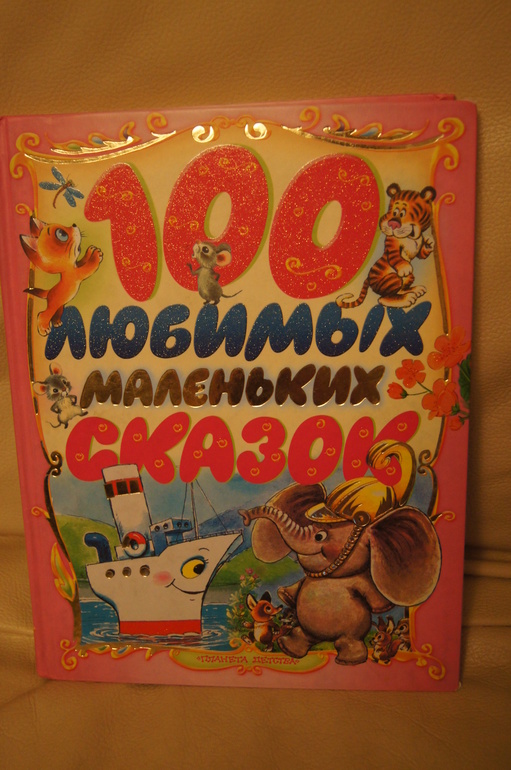 100
ЛЮБИМЫХ
МАЛЕНЬКИХ
СКАЗОК
«ПЛАНЕТА ДЕТСТВА»